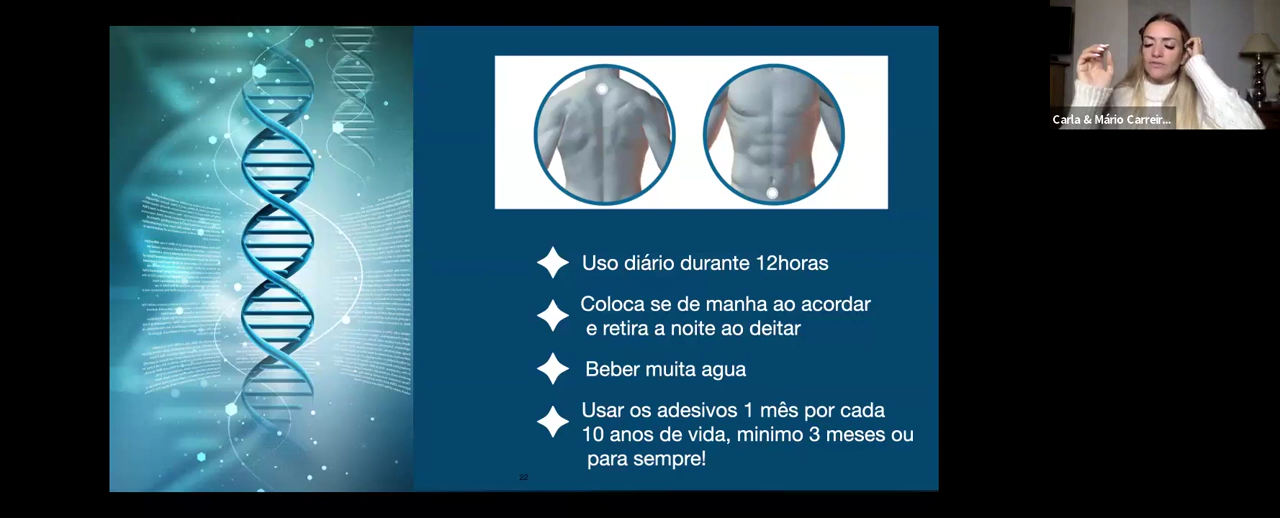 Carla & Mário Carreir...
Uso diário durante 12horas
Coloca se de manha ao acordar
e retira a noite ao deitar
Beber muita agua
Usar os adesivos 1 mês por cada
10 anos de vida, minimo 3 meses ou
para sempre!
22